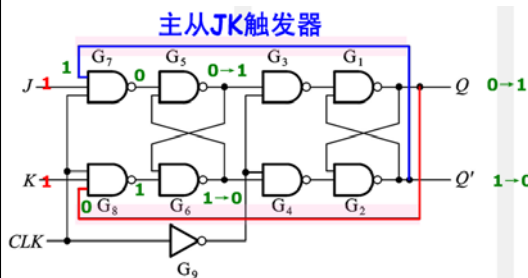 主从JK触发器
G₇ G₅ G₃ G₁
1 0 0→1
J 1 Q 0→1
K 1 1 Q' 1→0
0 G₈ G₆ 1→0 G₄ G₂
CLK
G₉